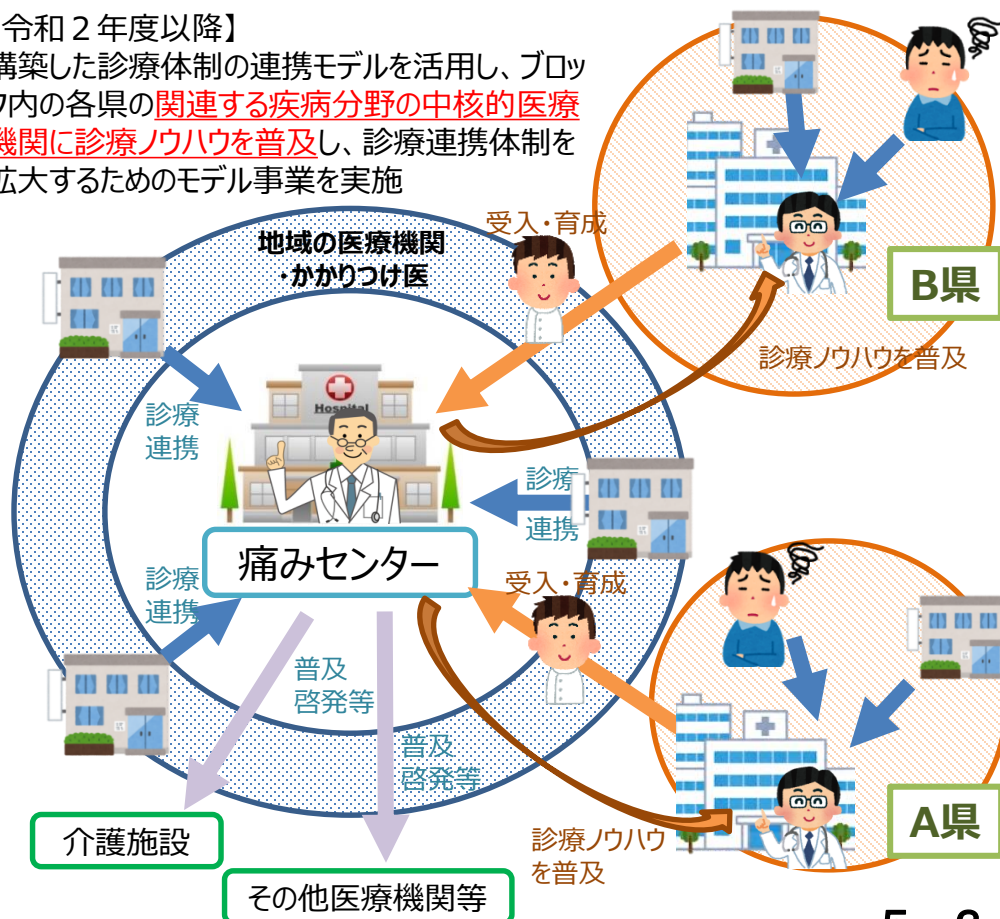 令和２年度以降】
構築した診療体制の連携モデルを活用し、ブロッ
ク内の各県の関連する疾病分野の中核的医療
機関に診療ノウハウを普及し、診療連携体制を
拡大するためのモデル事業を実施
受入・育成
地域の医療機関
・かかりつけ医
B県
診療ノウハウを普及
Hospital
診療
連携
診療
連携
痛みセンター
診療
連携
受入・育成
普及
啓発等
普及
啓発等
A県
介護施設
診療ノウハウ
を普及
その他医療機関等